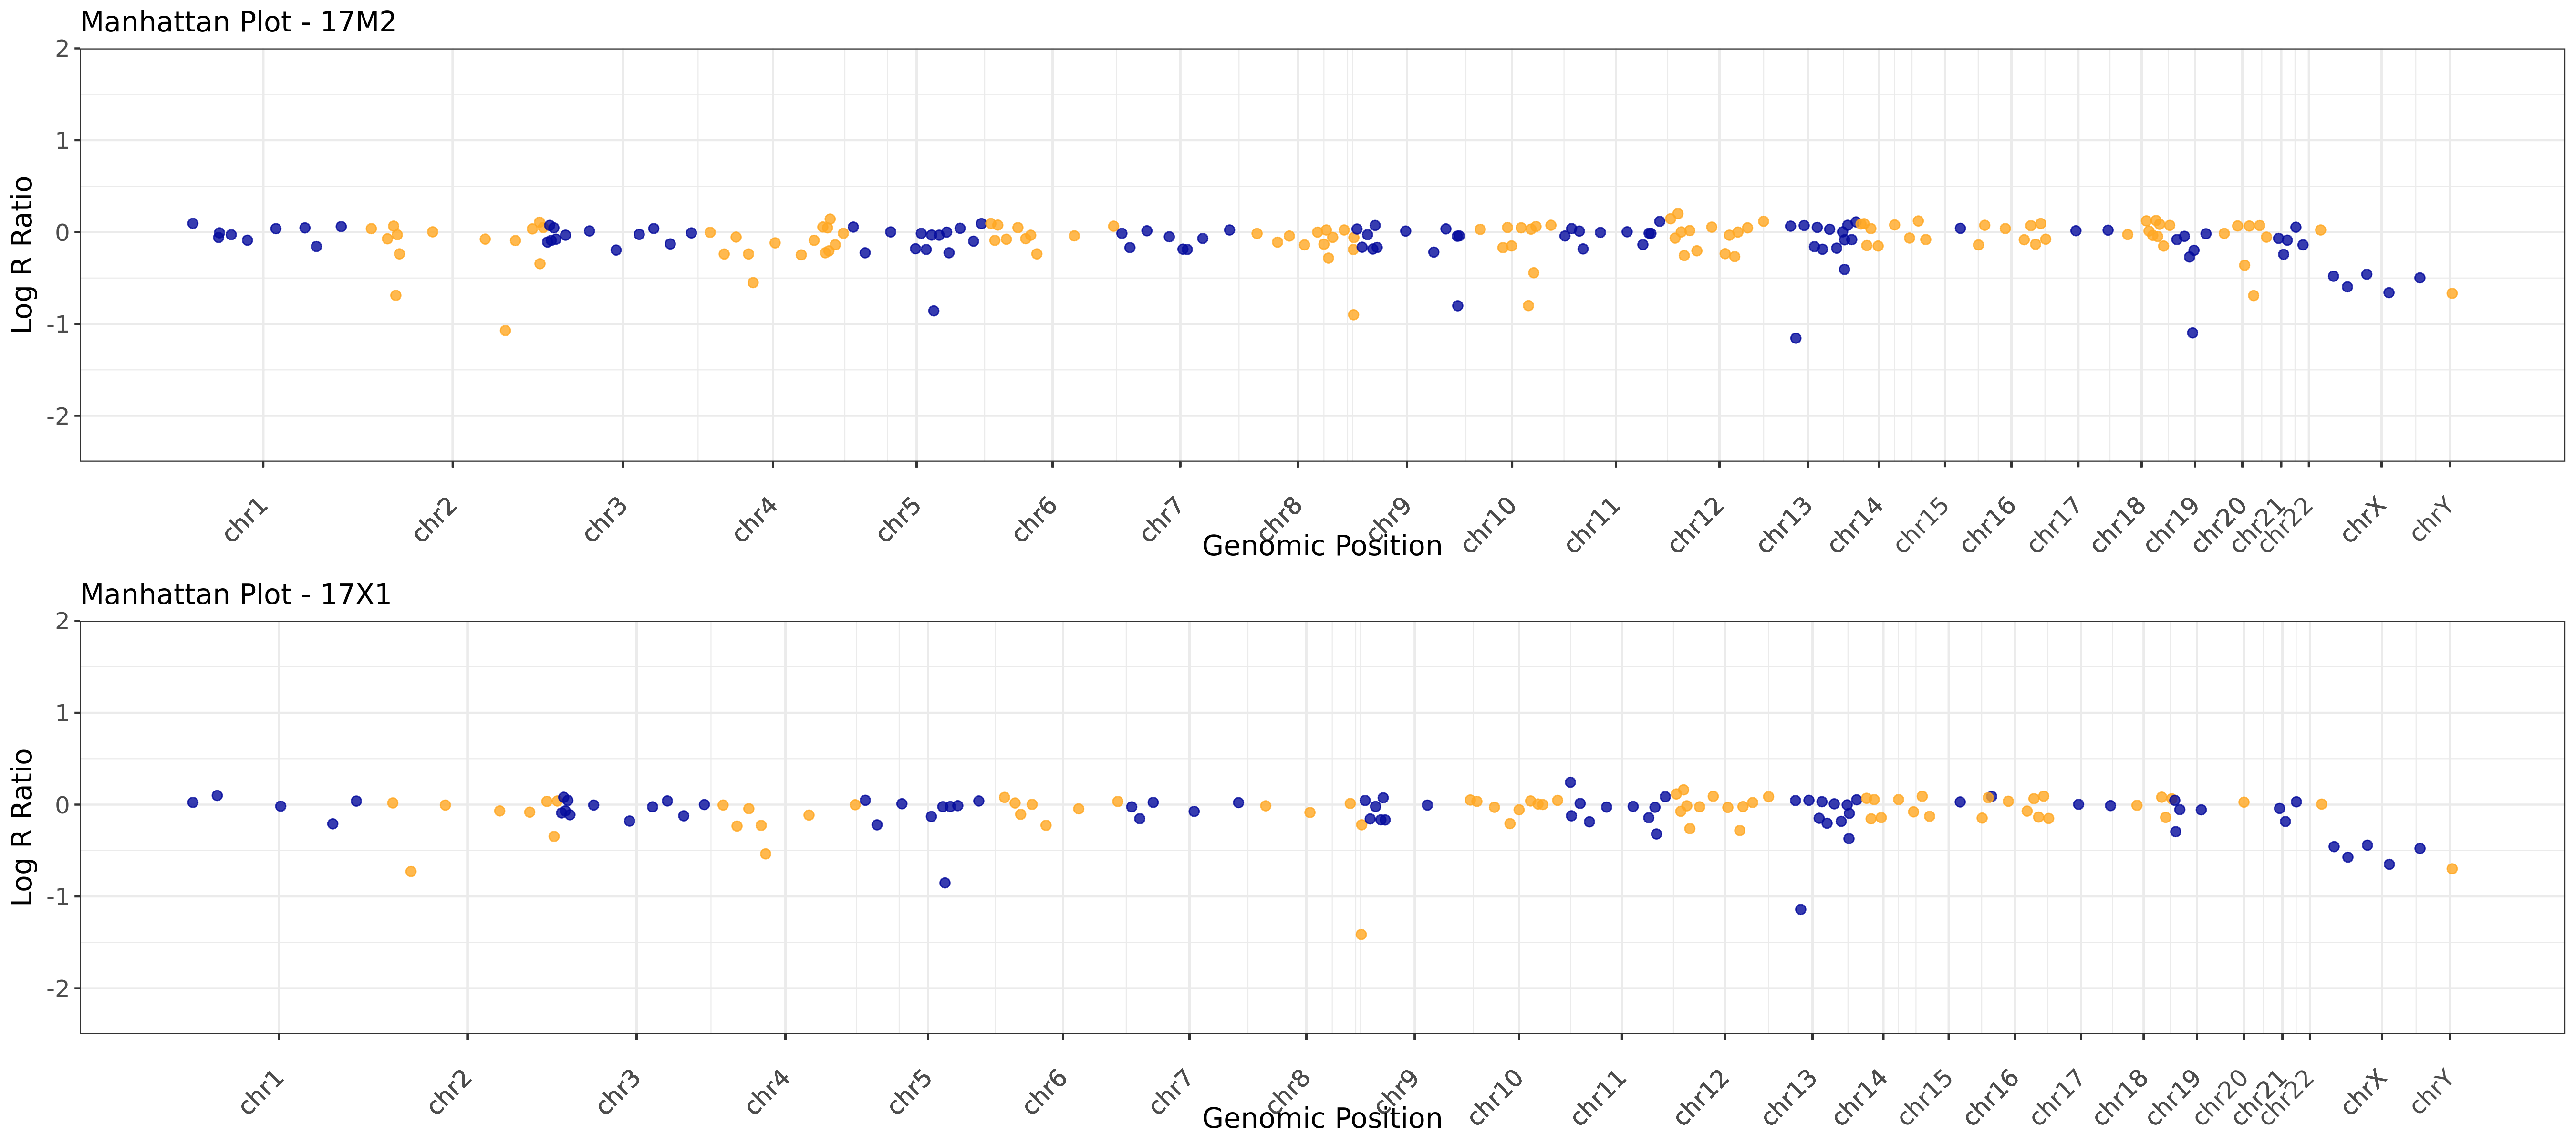 Manhattan Plot - 17M2
2
1
0
-1
-2
Log R Ratio
chr1 chr2 chr3 chr4 chr5 chr6 chr7 chr8 chr9 chr10 chr11 chr12 chr13 chr14 chr15 chr16 chr17 chr18 chr19 chr20 chr21 chr22 chrX chrY
Genomic Position
Manhattan Plot - 17X1
2
1
0
-1
-2
Log R Ratio
chr1 chr2 chr3 chr4 chr5 chr6 chr7 chr8 chr9 chr10 chr11 chr12 chr13 chr14 chr15 chr16 chr17 chr18 chr19 chr20 chr21 chr22 chrX chrY
Genomic Position